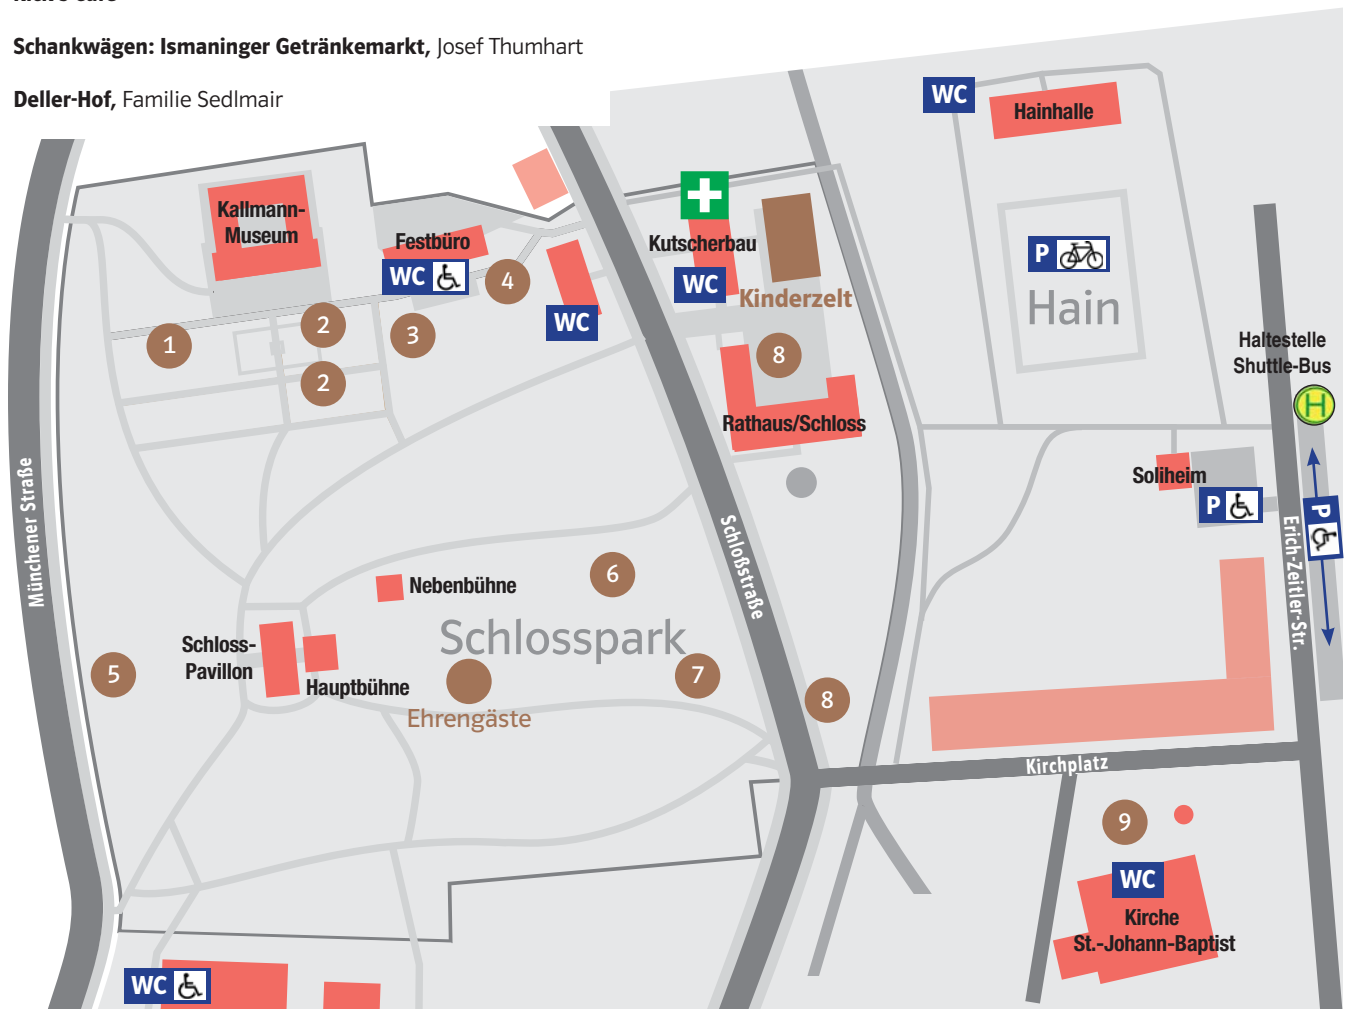 Schankwägen: Ismaninger Getränkemarkt, Josef Thumhart
Deller-Hof, Familie Sedlmair
WC
Hainhalle
Kallmann-
Museum
Festbüro
WC
4
Kutscherbau
WC
Kinderzelt
P
Hain
WC
1
2
3
2
8
Rathaus/Schloss
Haltestelle
Shuttle-Bus
H
Soliheim
P
P
Münchener Straße
Schloßstraße
Erich-Zeitler-Str.
Nebenbühne
6
Schlosspark
Schloss-
Pavillon
Hauptbühne
5
7
8
Ehrengäste
Kirchplatz
9
WC
Kirche
St.-Johann-Baptist
WC